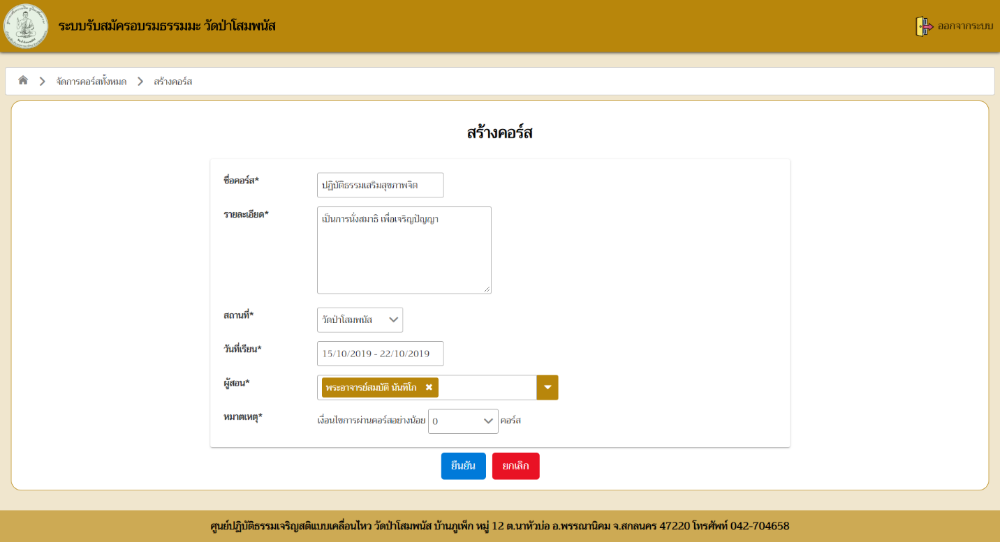 ระบบรับสมัครอบรมธรรมมะ วัดป่าโสมพนัส
ออกจากระบบ
จัดการคอร์สทั้งหมด
สร้างคอร์ส
สร้างคอร์ส
ชื่อคอร์ส*
ปฏิบัติธรรมเสริมสุขภาพจิต
รายละเอียด*
เป็นการนั่งสมาธิ เพื่อเจริญปัญญา
สถานที่*
วัดป่าโสมพนัส
วันที่เรียน*
15/10/2019 - 22/10/2019
ผู้สอน*
พระอาจารย์สมบัติ นันทิโก
หมาตเหตุ*
เงื่อนไขการผ่านคอร์สอย่างน้อย 0 คอร์ส
ยืนยัน
ยกเลิก
ศูนย์ปฏิบัติธรรมเจริญสติแบบเคลื่อนไหว วัดป่าโสมพนัส บ้านภูเพ็ก หมู่ 12 ต.นาหัวบ่อ อ.พรรณานิคม จ.สกลนคร 47220 โทรศัพท์ 042-704658